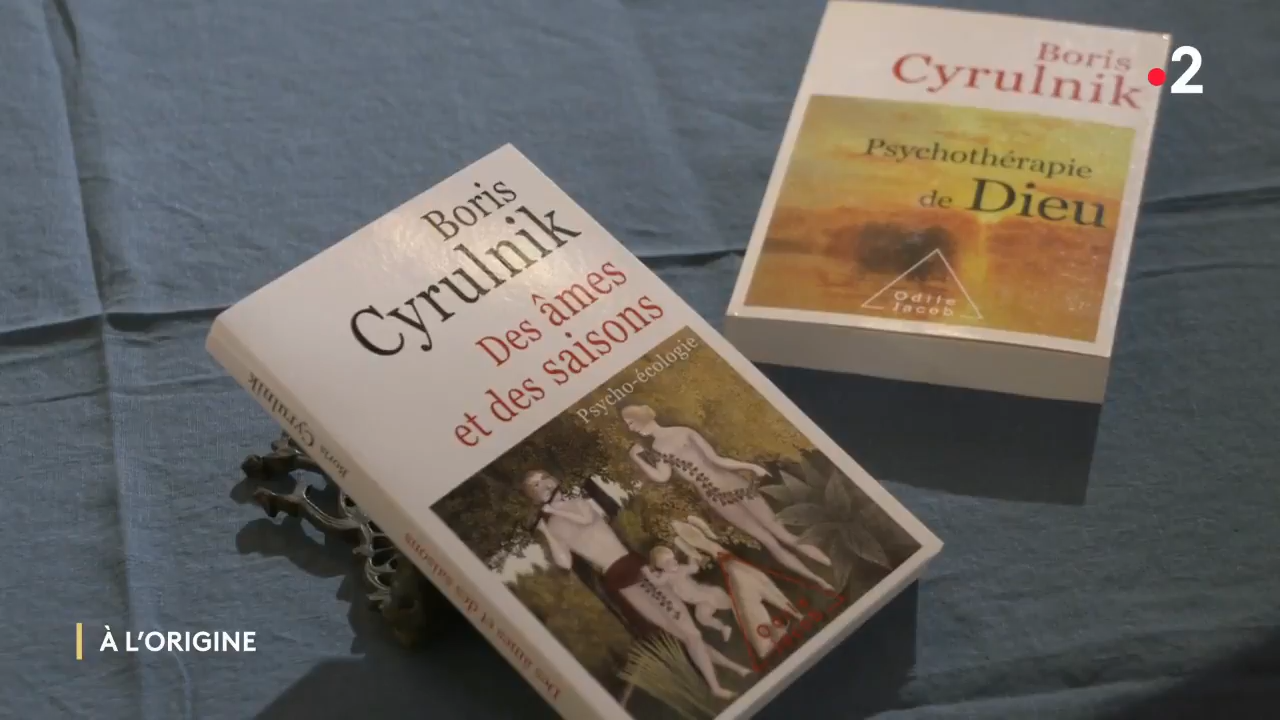 Boris
Cyrulnik
Des âmes
et des saisons
Psycho-écologie
Boris Cyrulnik
Des âmes et des saisons
Boris
Cyrulnik
Psychothérapie
de Dieu
Odile
Jacob
2
À L'ORIGINE